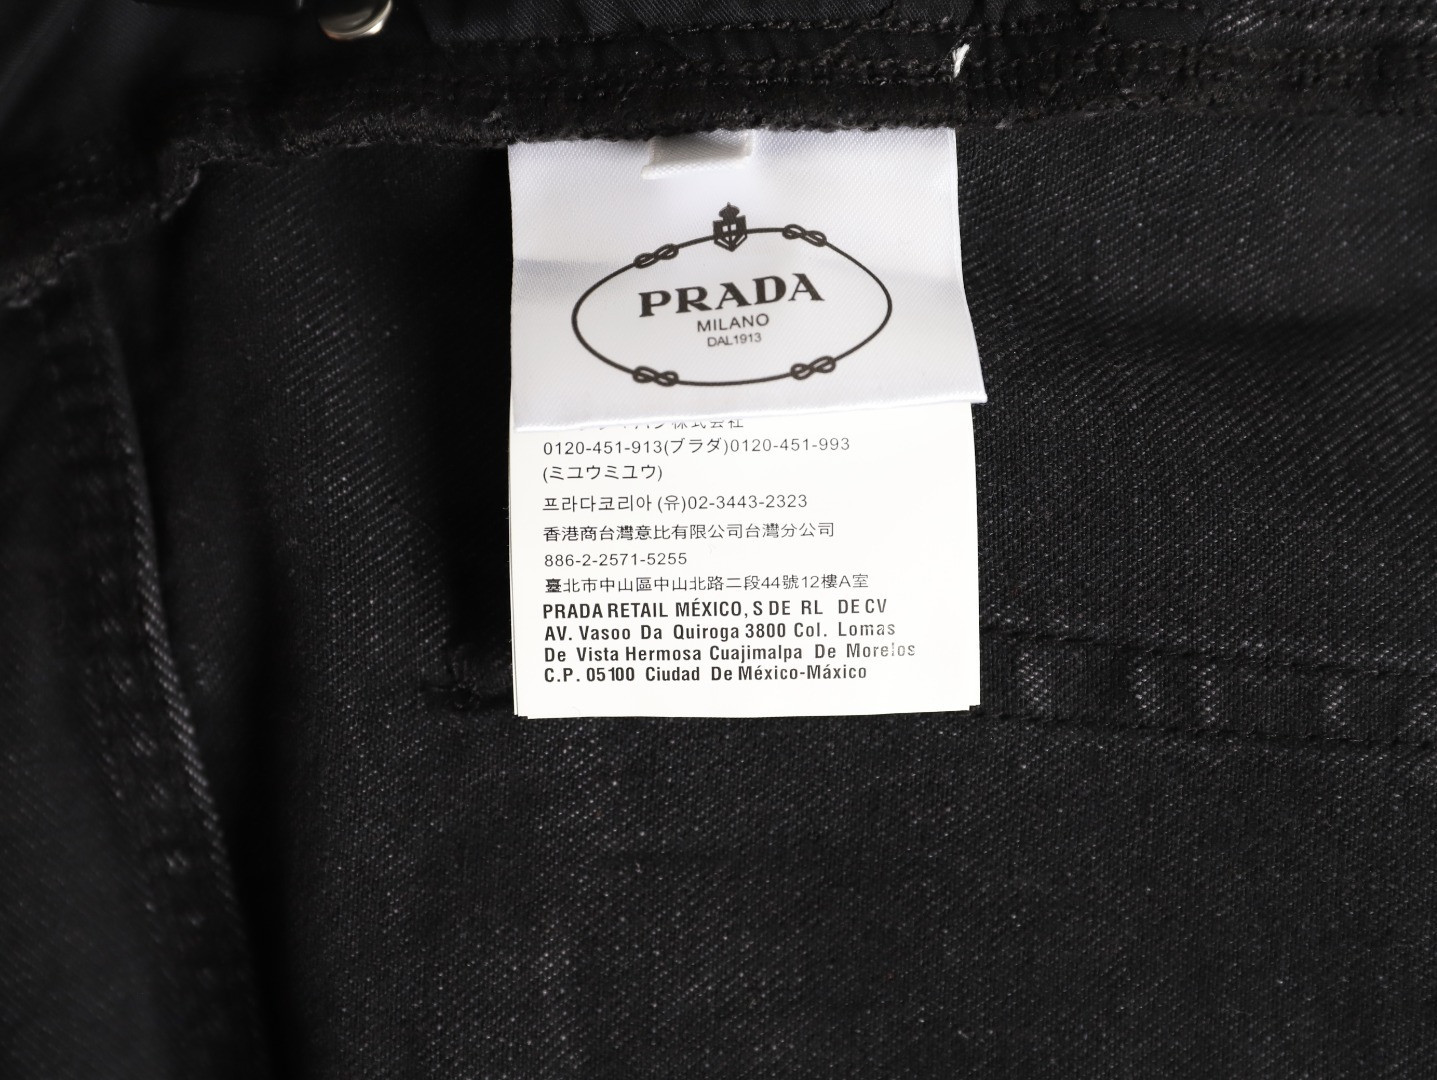 PRADA
MILANO
DAL1913
株式会社
0120-451-913(プラダ)0120-451-993
(ミユウミユウ)
프라다코리아 (유)02-3443-2323
香港商台灣意比有限公司台灣分公司
886-2-2571-5255
臺北市中山區中山北路二段44號12樓A室
PRADA RETAIL MÉXICO, S DE RL DE CV
AV. Vasoo Da Quiroga 3800 Col. Lomas
De Vista Hermosa Cuajimalpa De Morelos
C.P. 05100 Ciudad De México-Máxico